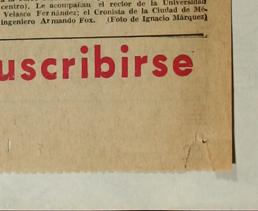 centro). Le acompañan el rector de la Universidad
Velasco Fernández; el Cronista de la Ciudad de Mé-
ingeniero Armando Fox. (Foto de Ignacio Márquez)
uscribirse